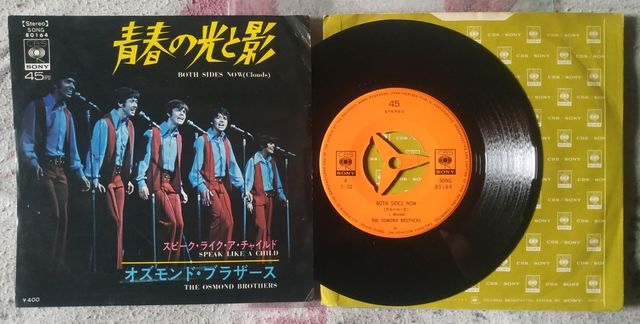 [Stereo]
SONG
80164
CBS
SONY
45rpm
青春の光と影
BOTH SIDES NOW(Clouds)
スピーク・ライク・ア・チャイルド
SPEAK LIKE A CHILD
オズモンド・ブラザース
THE OSMOND BROTHERS
¥400
45
STEREO
CBS
SONY
A
SONG
80164
BOTH SIDES NOW
THE OSMOND BROTHERS
CBS / SONY